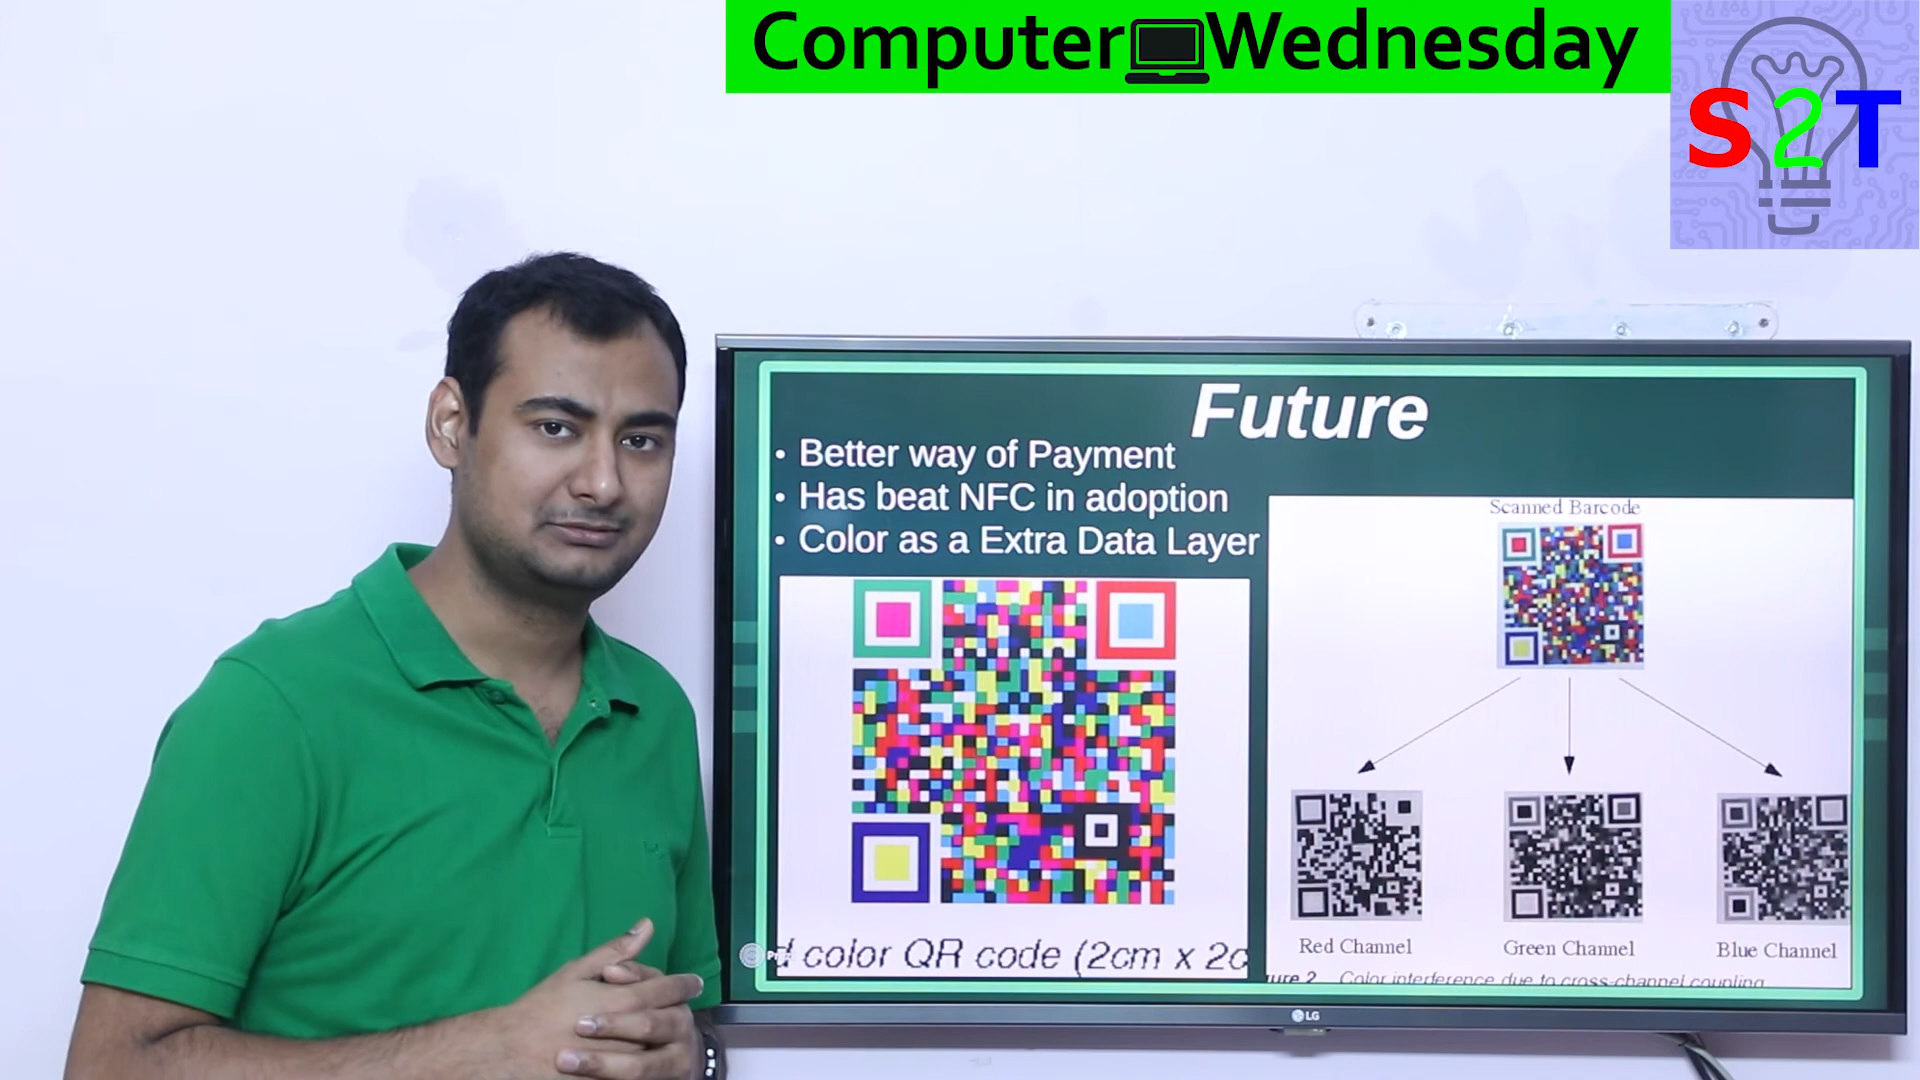 Computer Wednesday
S2T
Future
• Better way of Payment
• Has beat NFC in adoption
• Color as a Extra Data Layer
Scanned Barcode
Red Channel
Green Channel
Blue Channel
color QR code (2cm x 2c
ure 2 Color interference due to cross-channel coupling
LG